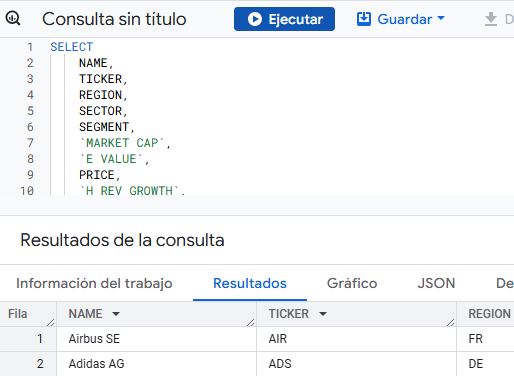 Consulta sin título Ejecutar Guardar D
1 SELECT
2 NAME,
3 TICKER,
4 REGION,
5 SECTOR,
6 SEGMENT,
7 `MARKET CAP`,
8 `E VALUE`,
9 PRICE,
10 `H REV GROWTH`,
Resultados de la consulta
Información del trabajo Resultados Gráfico JSON De
Fila NAME TICKER REGION
1 Airbus SE AIR FR
2 Adidas AG ADS DE